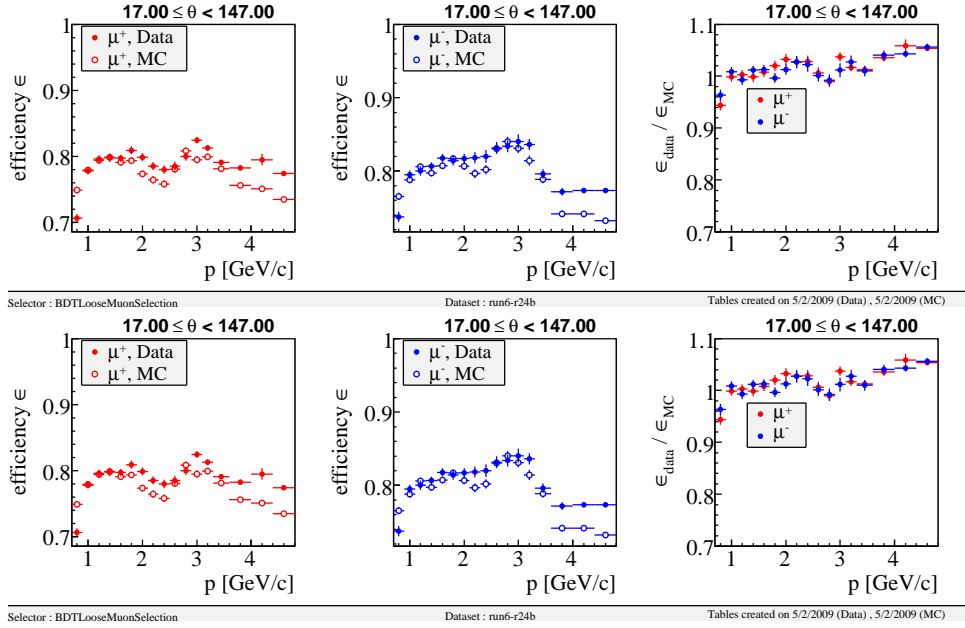 17.00 ≤ θ < 147.00
17.00 ≤ θ < 147.00
17.00 ≤ θ < 147.00
efficiency ϵ
1
0.9
0.8
0.7
μ⁺, Data
μ⁺, MC
1 2 3 4
p [GeV/c]
efficiency ϵ
1
0.9
0.8
μ⁻, Data
μ⁻, MC
1 2 3 4
p [GeV/c]
ϵdata / ϵMC
1.1
1
0.9
0.8
0.7
μ⁺
μ⁻
1 2 3 4
p [GeV/c]
Selector : BDTLooseMuonSelection
Dataset : run6-r24b
Tables created on 5/2/2009 (Data) , 5/2/2009 (MC)
17.00 ≤ θ < 147.00
17.00 ≤ θ < 147.00
17.00 ≤ θ < 147.00
efficiency ϵ
1
0.9
0.8
0.7
μ⁺, Data
μ⁺, MC
1 2 3 4
p [GeV/c]
efficiency ϵ
1
0.9
0.8
μ⁻, Data
μ⁻, MC
1 2 3 4
p [GeV/c]
ϵdata / ϵMC
1.1
1
0.9
0.8
0.7
μ⁺
μ⁻
1 2 3 4
p [GeV/c]
Selector : BDTLooseMuonSelection
Dataset : run6-r24b
Tables created on 5/2/2009 (Data) , 5/2/2009 (MC)